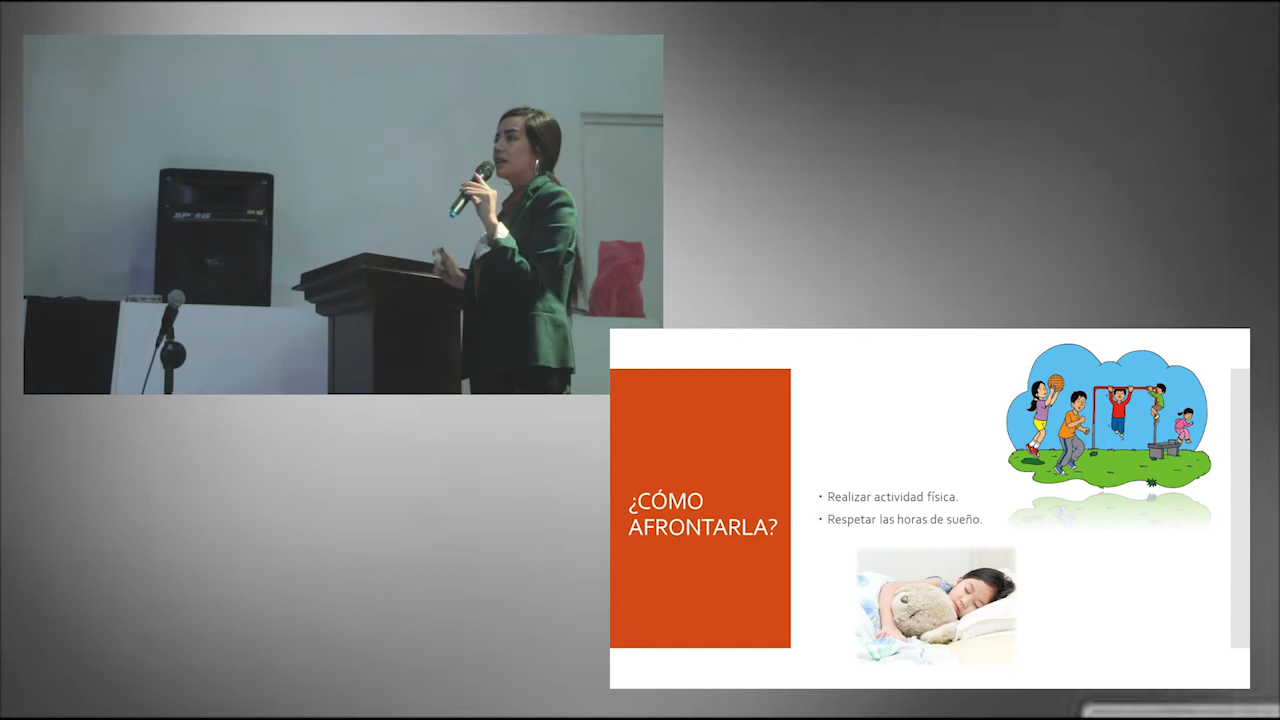 ¿CÓMO
AFRONTARLA?
• Realizar actividad física.
• Respetar las horas de sueño.